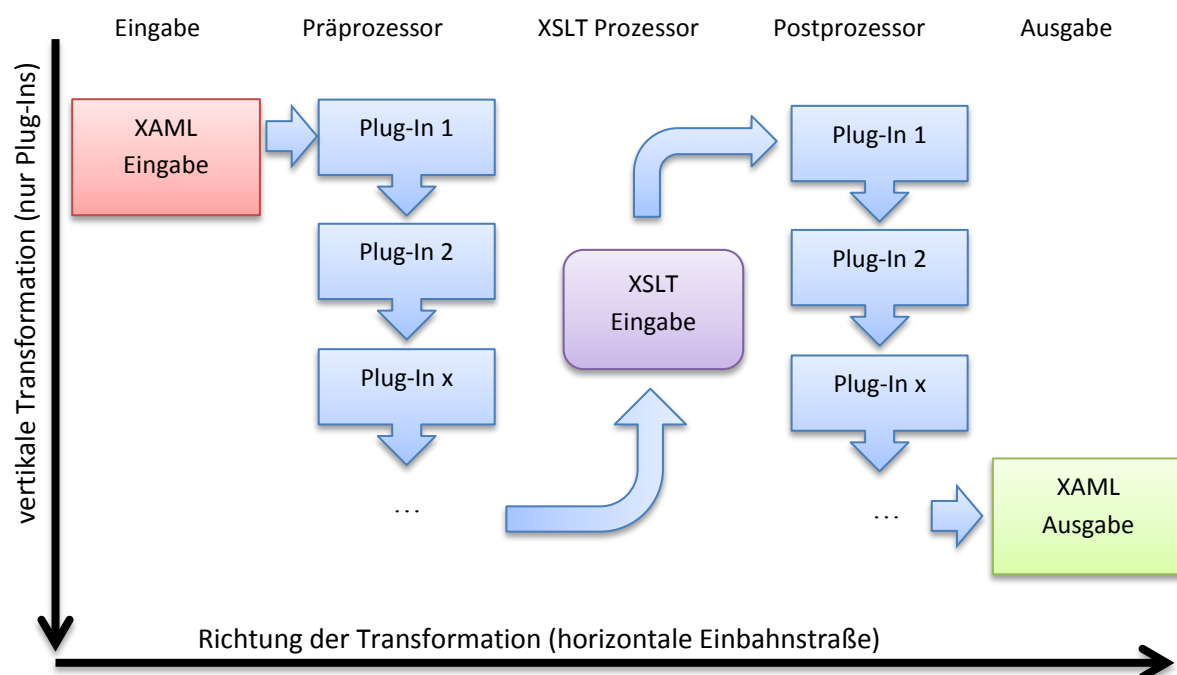 Eingabe
Präprozessor
XSLT Prozessor
Postprozessor
Ausgabe
vertikale Transformation (nur Plug-Ins)
XAML
Eingabe
Plug-In 1
Plug-In 2
Plug-In x
...
XSLT
Eingabe
Plug-In 1
Plug-In 2
Plug-In x
...
XAML
Ausgabe
Richtung der Transformation (horizontale Einbahnstraße)